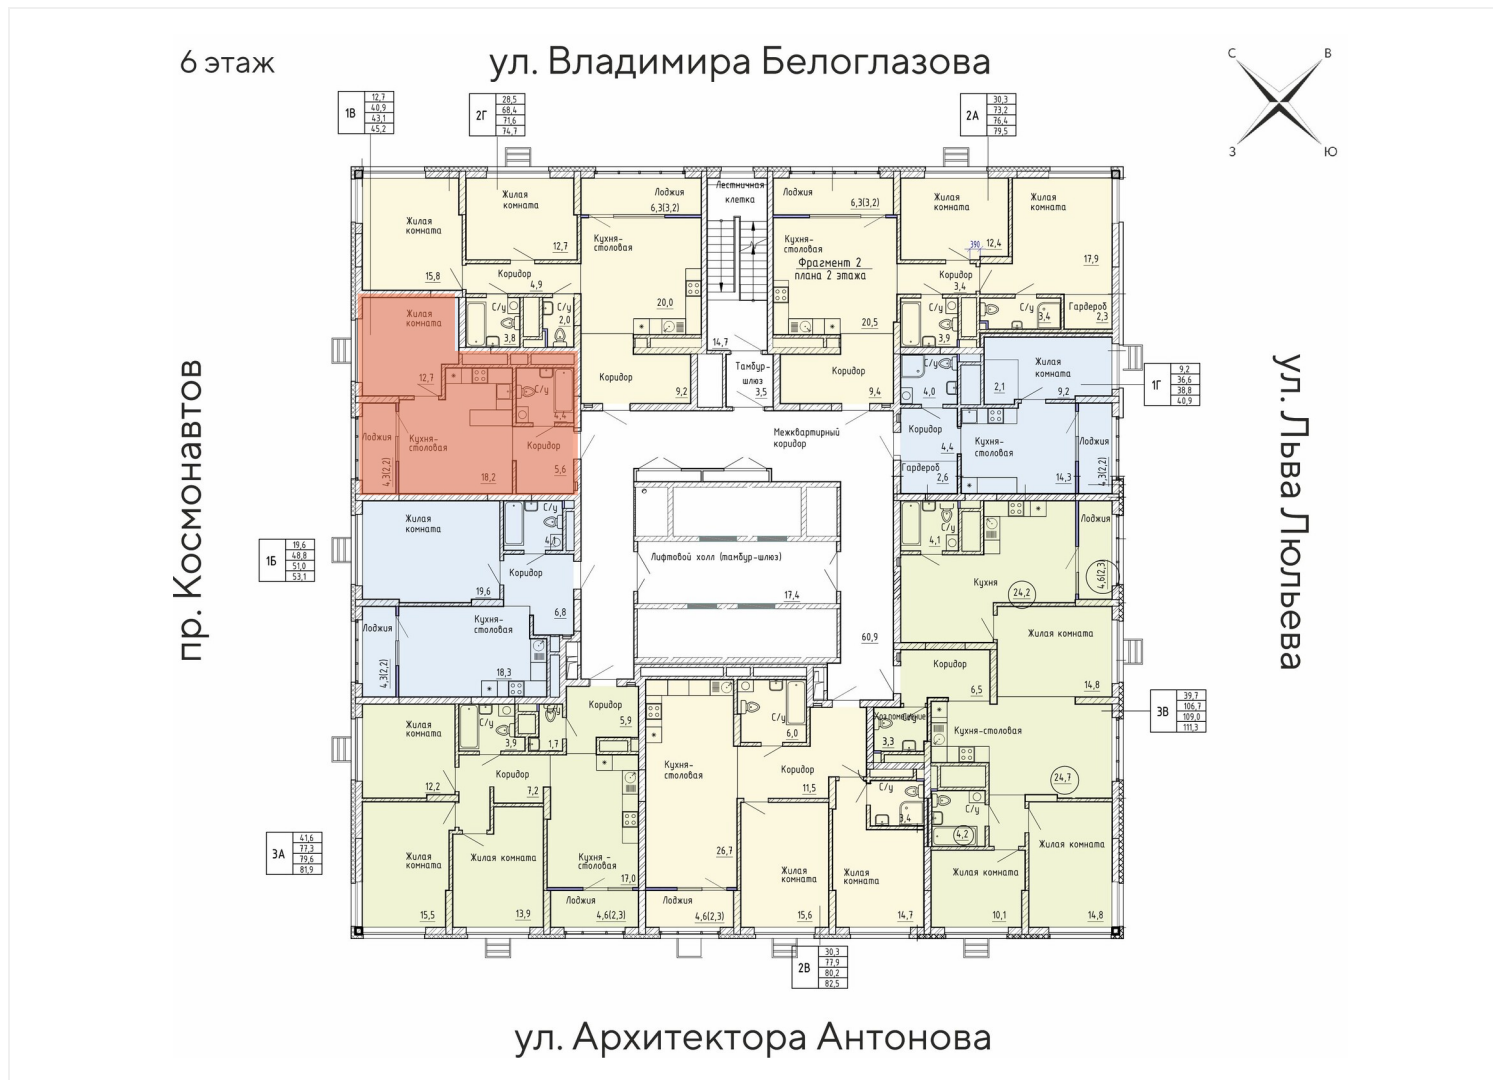 6 этаж
ул. Владимира Белоглазова
С
В
З
Ю
1В
12,7
40,9
43,1
45,2
2Г
28,5
68,4
71,6
74,7
2А
30,3
73,2
76,4
79,5
Жилая
комната
15,8
Жилая
комната
12,7
Лоджия
6,3(3,2)
Кухня-
столовая
20,0
Коридор
4,9
С/у
3,8
С/у
2,0
Коридор
9,2
Лестничная
клетка
14,7
Тамбур-
шлюз
3,5
Лоджия
6,3(3,2)
Кухня-
столовая
Фрагмент 2
плана 2 этажа
20,5
Жилая
комната
390
12,4
Жилая
комната
17,9
Коридор
3,4
С/у
3,9
С/у
3,4
Гардероб
2,3
Коридор
9,4
Жилая
комната
12,7
С/у
4,4
Лоджия
4,3(2,2)
Кухня-
столовая
18,2
Коридор
5,6
Межквартирный
коридор
60,9
С/у
4,0
2,1
Жилая
комната
9,2
Коридор
4,4
Гардероб
2,6
Кухня-
столовая
14,3
Лоджия
4,3(2,2)
1Г
9,2
36,6
38,8
40,9
пр. Космонавтов
ул. Льва Люльева
1Б
19,6
48,8
51,0
53,1
Жилая
комната
19,6
С/у
4,1
Коридор
6,8
Лоджия
4,3(2,2)
Кухня-
столовая
18,3
Лифтовой холл (тамбур-шлюз)
17,4
С/у
4,1
Кухня
24,2
Лоджия
4,6(2,3)
Жилая комната
14,8
Коридор
6,5
3В
39,7
106,7
109,0
111,3
3,3
Кухня-столовая
24,7
С/у
4,2
Жилая комната
10,1
Жилая комната
14,8
3А
41,6
77,3
79,6
81,9
Жилая
комната
12,2
С/у
3,9
1,7
Коридор
5,9
Коридор
7,2
Жилая
комната
15,5
Жилая комната
13,9
Кухня -
столовая
17,0
Лоджия
4,6(2,3)
Кухня-
столовая
26,7
Лоджия
4,6(2,3)
С/у
6,0
Коридор
11,5
С/у
3,4
Жилая
комната
15,6
Жилая
комната
14,7
2В
30,3
77,9
80,2
82,5
ул. Архитектора Антонова